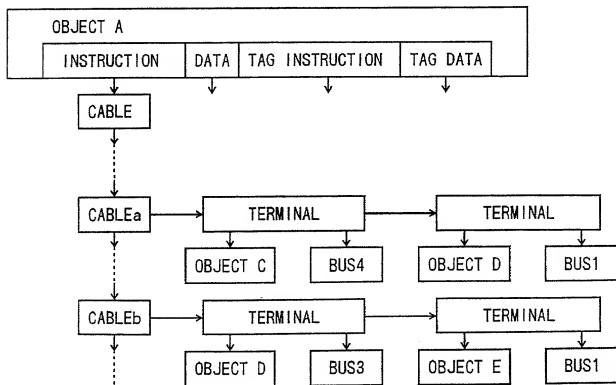 OBJECT A
INSTRUCTION DATA TAG INSTRUCTION TAG DATA
CABLE
CABLEa TERMINAL TERMINAL
OBJECT C BUS4 OBJECT D BUS1
CABLEb TERMINAL TERMINAL
OBJECT D BUS3 OBJECT E BUS1